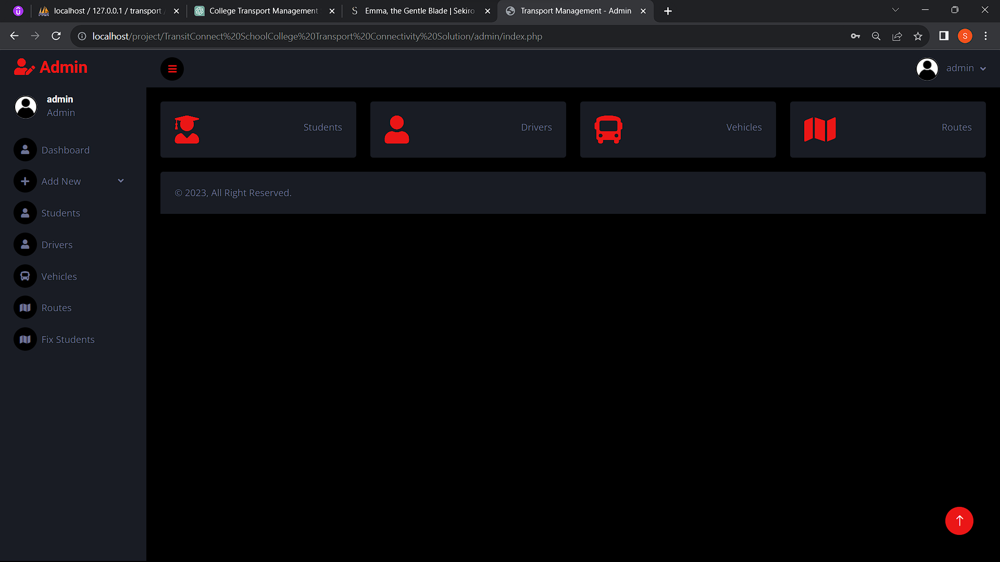 localhost / 127.0.0.1 / transport /
College Transport Management
Emma, the Gentle Blade | Sekiro
Transport Management - Admin
localhost/project/TransitConnect%20SchoolCollege%20Transport%20Connectivity%20Solution/admin/index.php
S
Admin
admin
admin
Admin
Dashboard
Add New
Students
Drivers
Vehicles
Routes
Fix Students
Students
Drivers
Vehicles
Routes
© 2023, All Right Reserved.